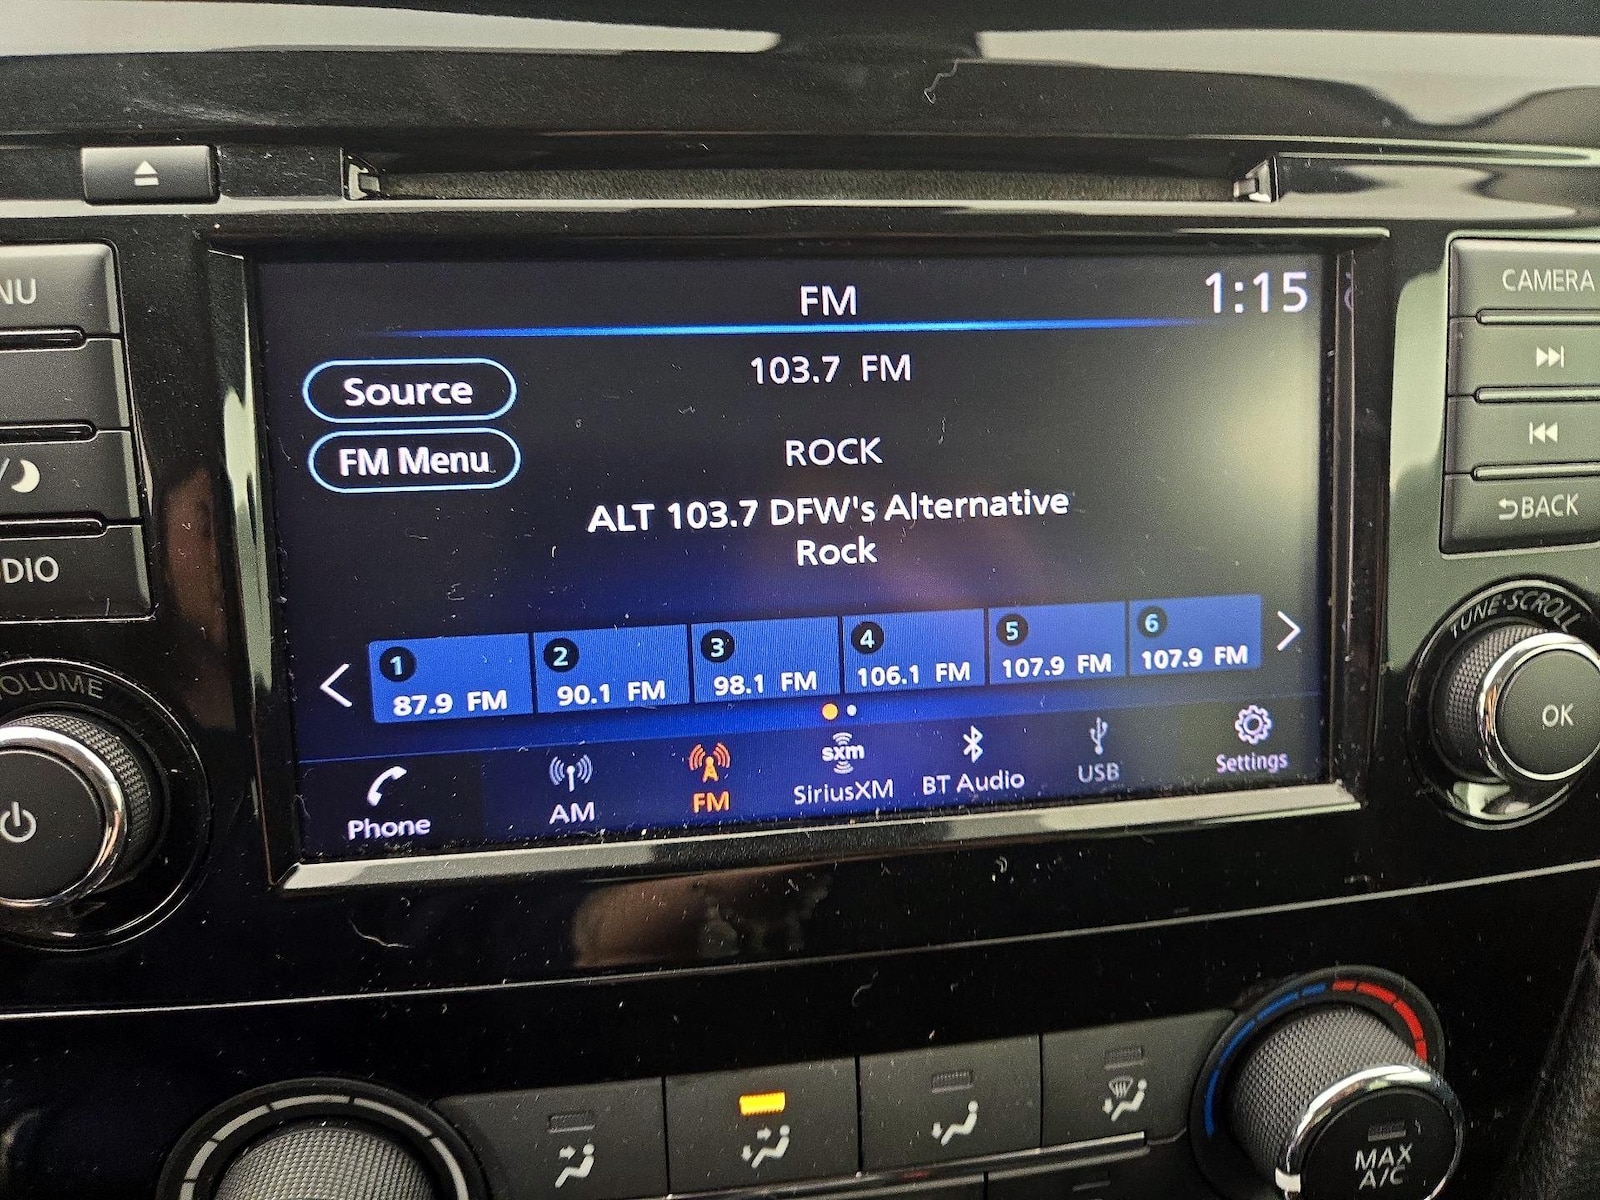 FM
1:15
CAMERA
NU
Source
103.7 FM
FM Menu
ROCK
BACK
ALT 103.7 DFW's Alternative
Rock
DIO
TUNE·SCROLL
1
2
3
4
5
6
87.9 FM
90.1 FM
98.1 FM
106.1 FM
107.9 FM
107.9 FM
OLUME
OK
Phone
AM
FM
sxm
SiriusXM
BT Audio
USB
Settings
MAX
A/C